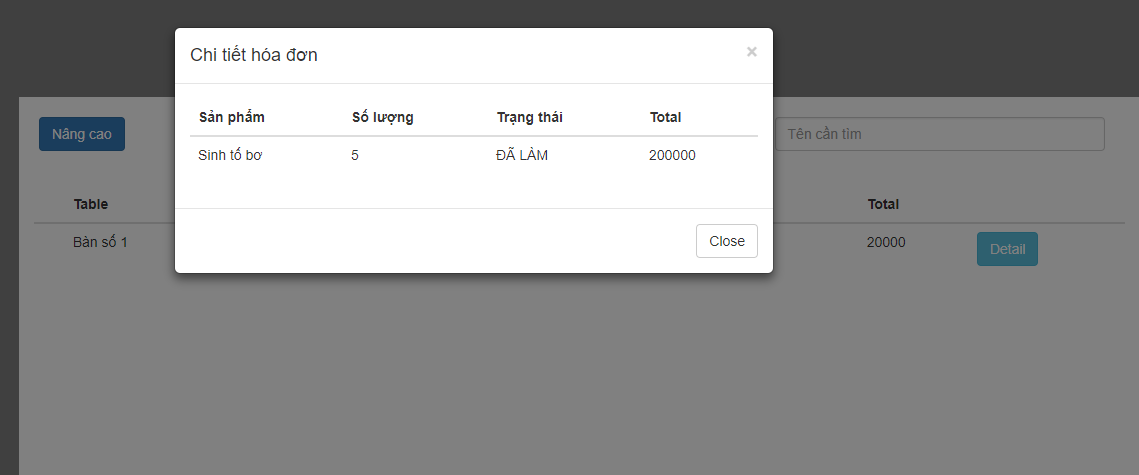 Chi tiết hóa đơn ×
Sản phẩm Số lượng Trạng thái Total
Sinh tố bơ 5 ĐÃ LÀM 200000
Close
Nâng cao Tên cần tìm
Table Total
Bàn số 1 20000 Detail